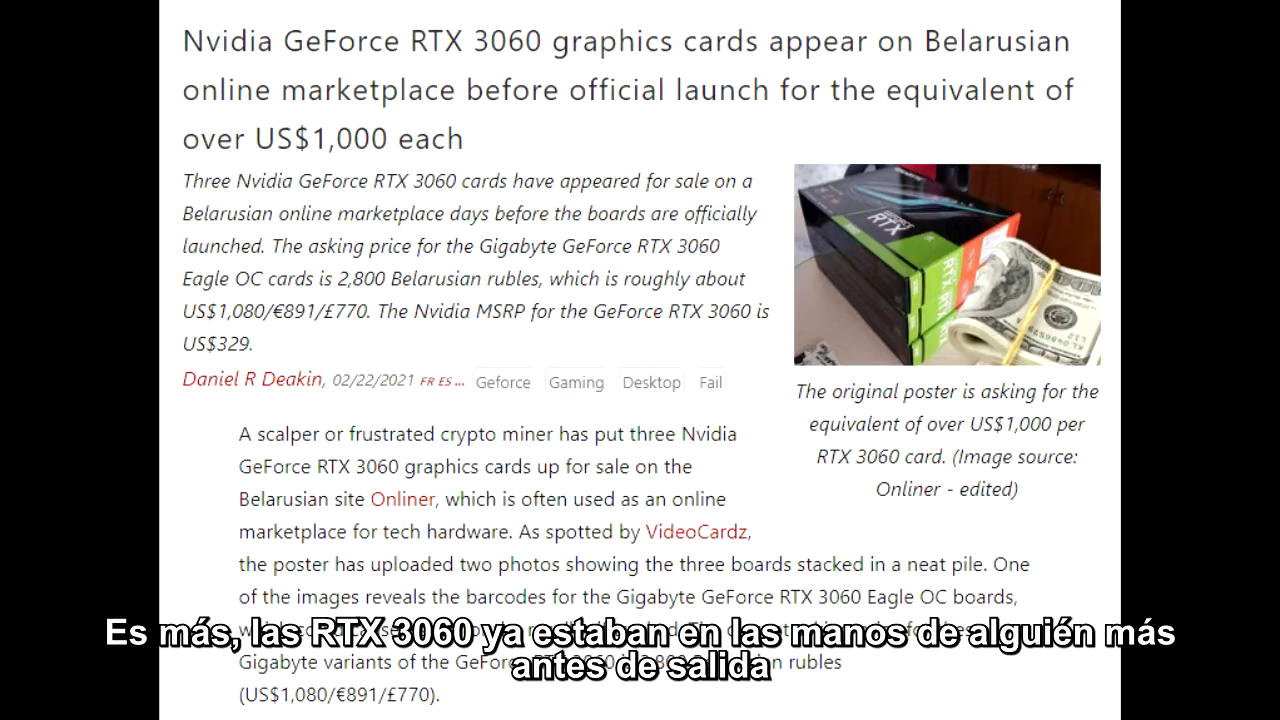 Nvidia GeForce RTX 3060 graphics cards appear on Belarusian
online marketplace before official launch for the equivalent of
over US$1,000 each
Three Nvidia GeForce RTX 3060 cards have appeared for sale on a
Belarusian online marketplace days before the boards are officially
launched. The asking price for the Gigabyte GeForce RTX 3060
Eagle OC cards is 2,800 Belarusian rubles, which is roughly about
US$1,080/€891/£770. The Nvidia MSRP for the GeForce RTX 3060 is
US$329.
Daniel R Deakin, 02/22/2021 FR ES ... Geforce Gaming Desktop Fail
RTX
The original poster is asking for the
equivalent of over US$1,000 per
RTX 3060 card. (Image source:
Onliner - edited)
A scalper or frustrated crypto miner has put three Nvidia
GeForce RTX 3060 graphics cards up for sale on the
Belarusian site Onliner, which is often used as an online
marketplace for tech hardware. As spotted by VideoCardz,
the poster has uploaded two photos showing the three boards stacked in a neat pile. One
of the images reveals the barcodes for the Gigabyte GeForce RTX 3060 Eagle OC boards,
Gigabyte variants of the rubles
(US$1,080/€891/£770).
Es más, las RTX 3060 ya estaban en las manos de alguién más
antes de salida